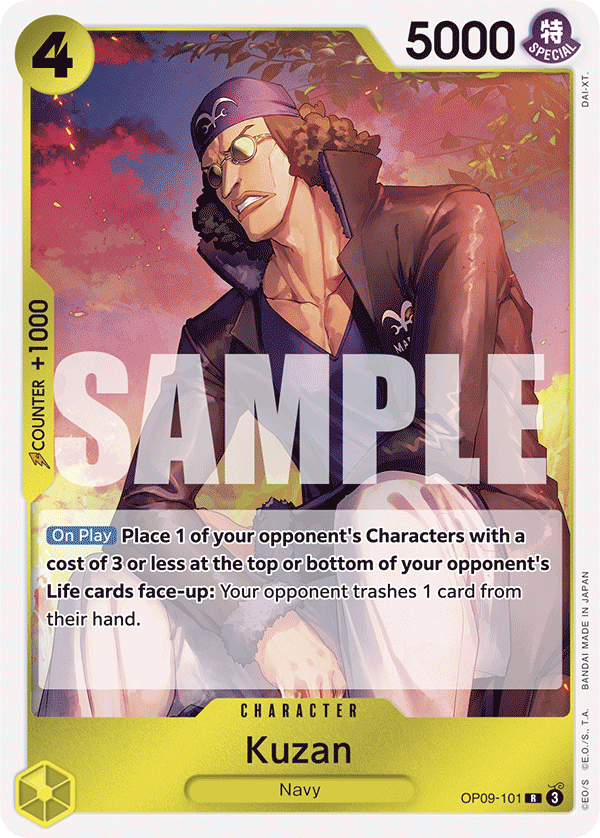 4
5000
特
SPECIAL
DAI-XT.
COUNTER +1000
SAMPLE
On Play Place 1 of your opponent's Characters with a
cost of 3 or less at the top or bottom of your opponent's
Life cards face-up: Your opponent trashes 1 card from
their hand.
CHARACTER
Kuzan
Navy
OP09-101 R 3
©E.O/S ©E.O./S., T.A. BANDAI MADE IN JAPAN